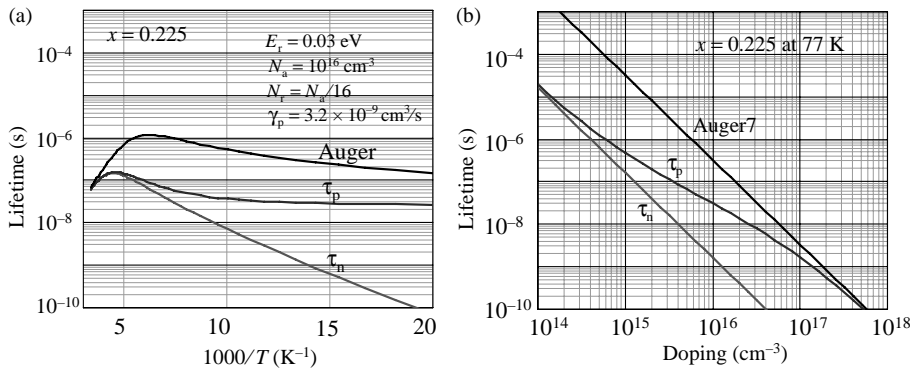 (a)
x = 0.225
E_r = 0.03 eV
N_a = 10^16 cm^-3
N_r = N_a/16
γ_p = 3.2 × 10^-9 cm^3/s
Auger
τ_p
τ_n
10^-4
10^-6
10^-8
10^-10
Lifetime (s)
5
10
15
20
1000/T (K^-1)
(b)
x = 0.225 at 77 K
Auger7
τ_p
τ_n
10^-4
10^-6
10^-8
10^-10
Lifetime (s)
10^14
10^15
10^16
10^17
10^18
Doping (cm^-3)